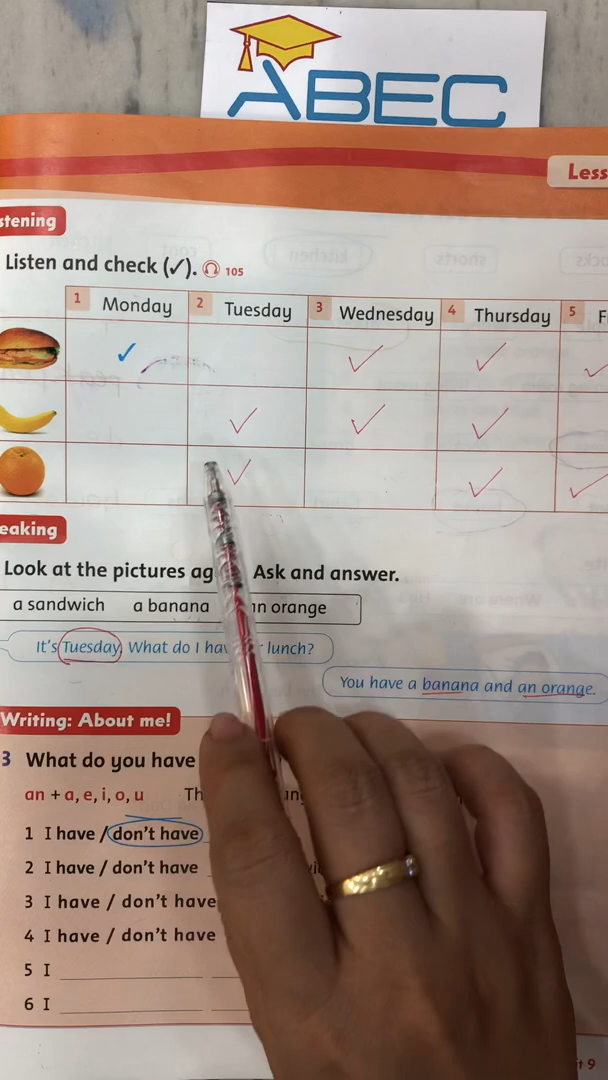 ABEC
Less
stening
Listen and check (✓). 105
1 Monday 2 Tuesday 3 Wednesday 4 Thursday 5 F
eaking
Look at the pictures ag Ask and answer.
a sandwich a banana an orange
It's Tuesday. What do I hav lunch?
You have a banana and an orange.
Writing: About me!
3 What do you have
an + a, e, i, o, u Th
1 I have / don't have
2 I have / don't have
3 I have / don't have
4 I have / don't have
5 I
6 I
it 9